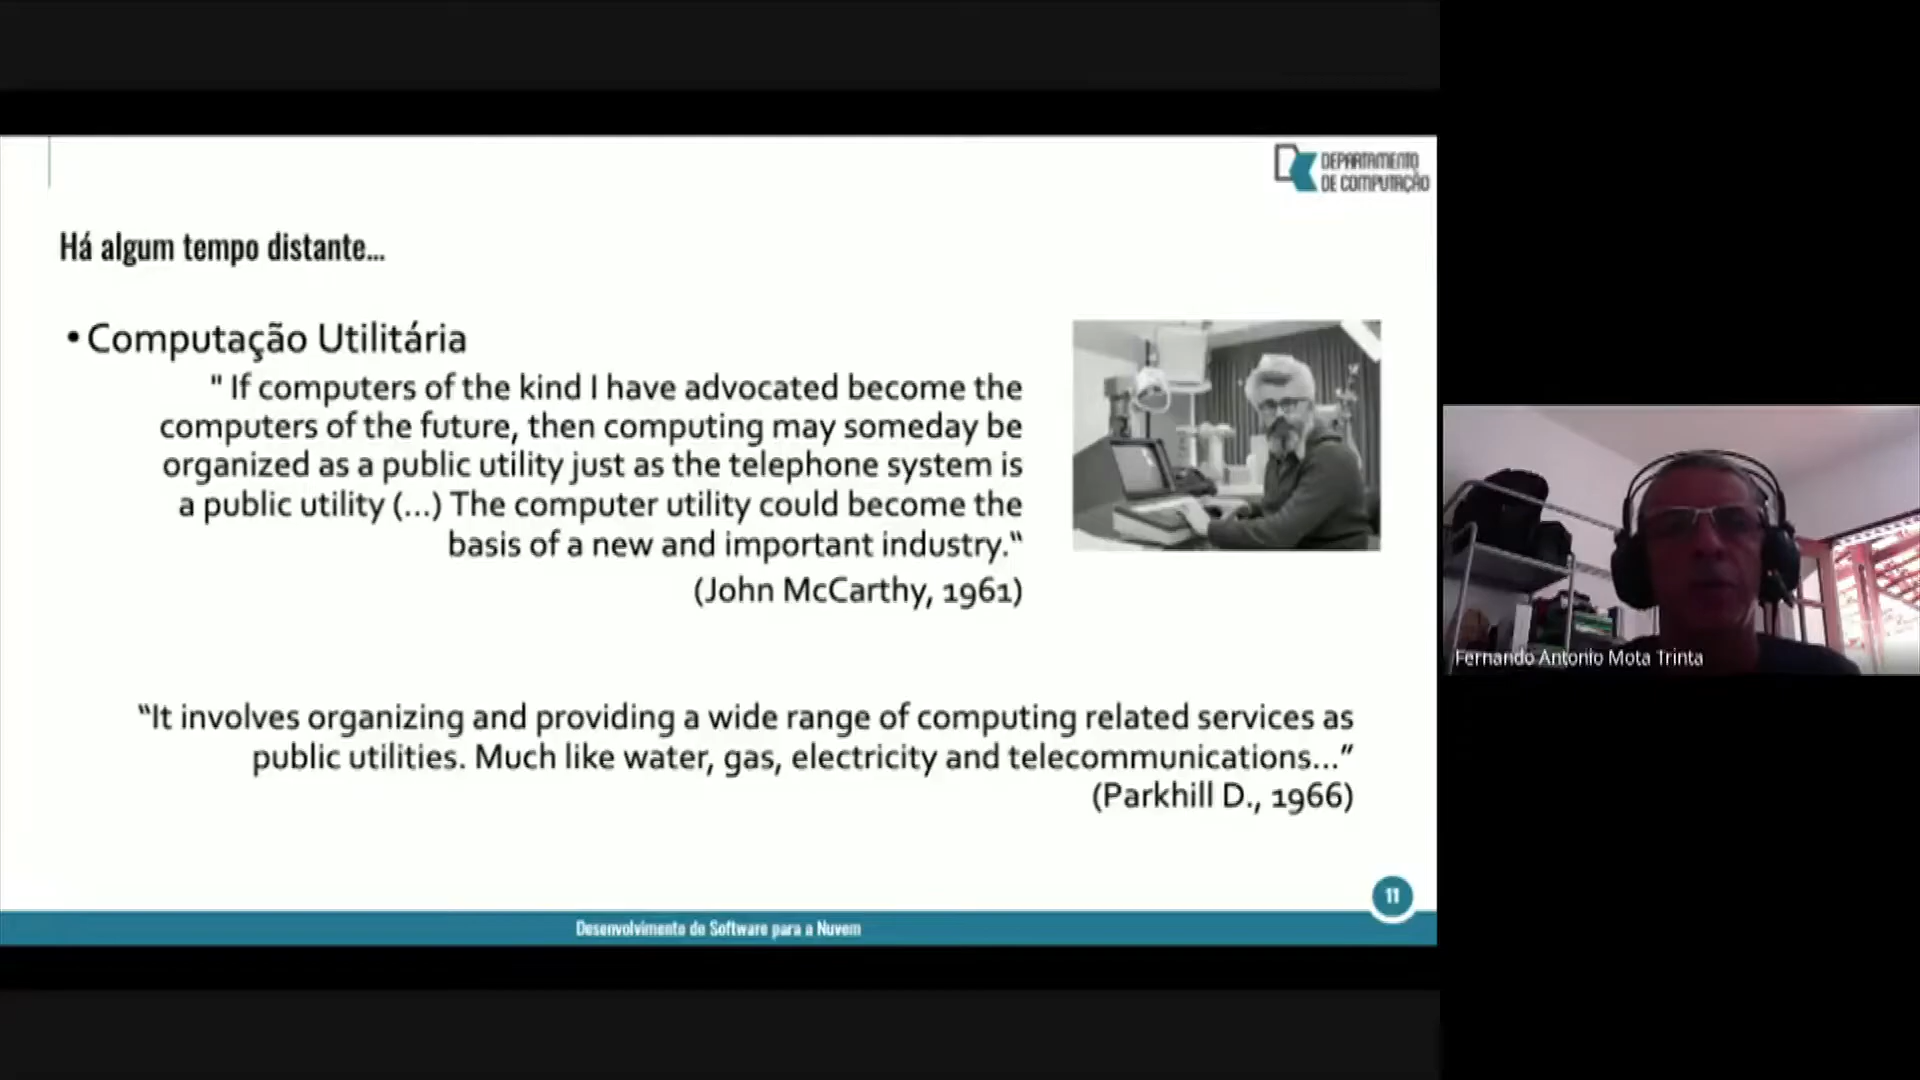 DEPARTAMENTO
DE COMPUTAÇÃO
Há algum tempo distante...
• Computação Utilitária
" If computers of the kind I have advocated become the
computers of the future, then computing may someday be
organized as a public utility just as the telephone system is
a public utility (...) The computer utility could become the
basis of a new and important industry.“
(John McCarthy, 1961)
“It involves organizing and providing a wide range of computing related services as
public utilities. Much like water, gas, electricity and telecommunications...”
(Parkhill D., 1966)
11
Desenvolvimento de Software para a Nuvem
Fernando Antonio Mota Trinta